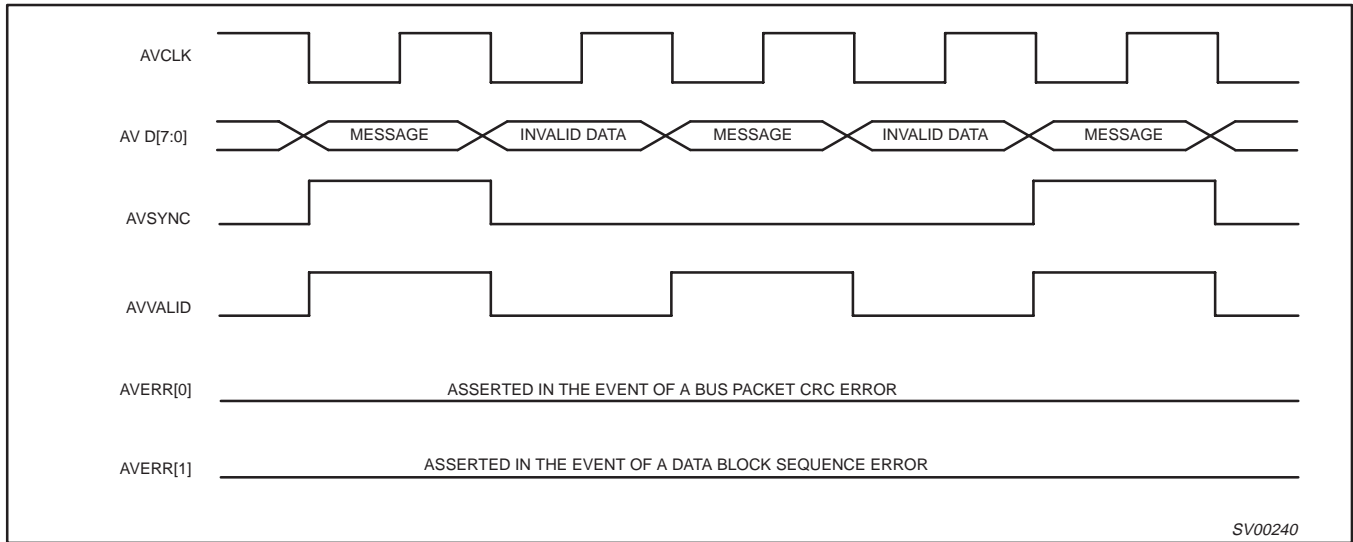 AVCLK
AV D[7:0]
MESSAGE
INVALID DATA
MESSAGE
INVALID DATA
MESSAGE
AVSYNC
AVVALID
AVERR[0]
ASSERTED IN THE EVENT OF A BUS PACKET CRC ERROR
AVERR[1]
ASSERTED IN THE EVENT OF A DATA BLOCK SEQUENCE ERROR
SV00240